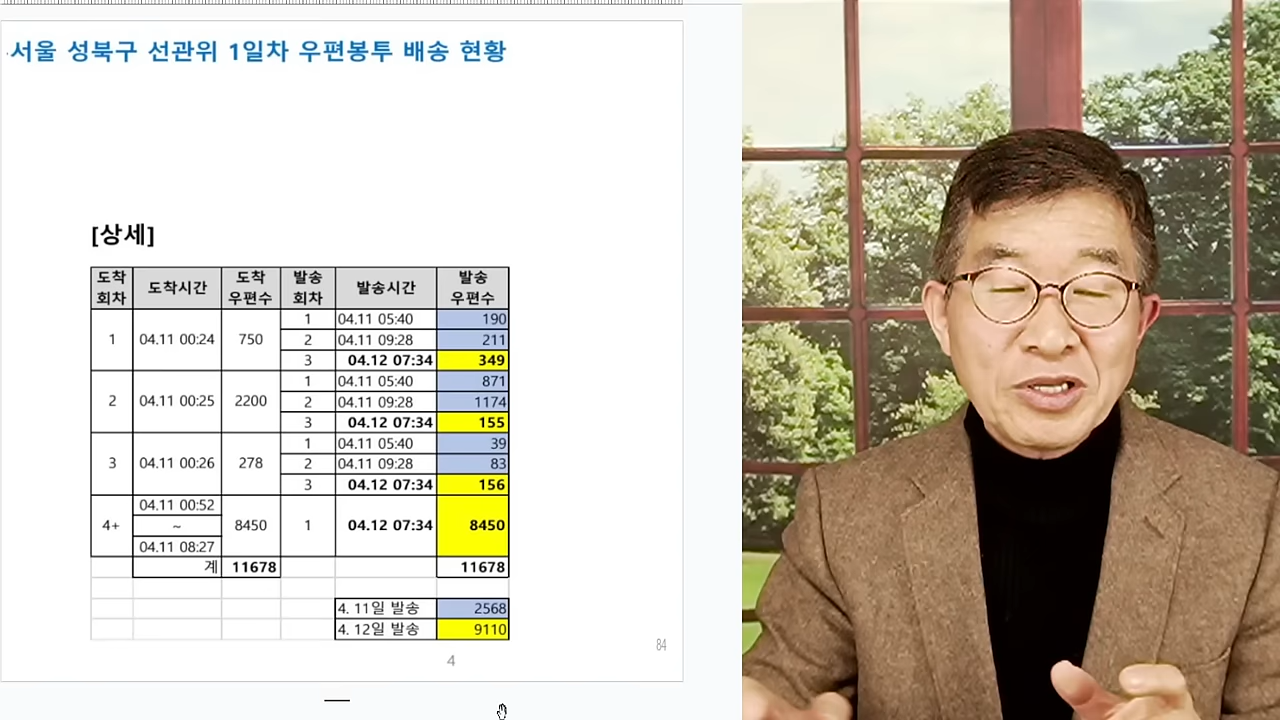 ·서울 성북구 선관위 1일차 우편봉투 배송 현황
[상세]
도착회차 도착시간 도착우편수 발송회차 발송시간 발송우편수
1 04.11 00:24 750 1 04.11 05:40 190
2 04.11 09:28 211
3 04.12 07:34 349
2 04.11 00:25 2200 1 04.11 05:40 871
2 04.11 09:28 1174
3 04.12 07:34 155
3 04.11 00:26 278 1 04.11 05:40 39
2 04.11 09:28 83
3 04.12 07:34 156
4+ 04.11 00:52 ~ 04.11 08:27 8450 1 04.12 07:34 8450
계 11678 11678
4. 11일 발송 2568
4. 12일 발송 9110
84
4